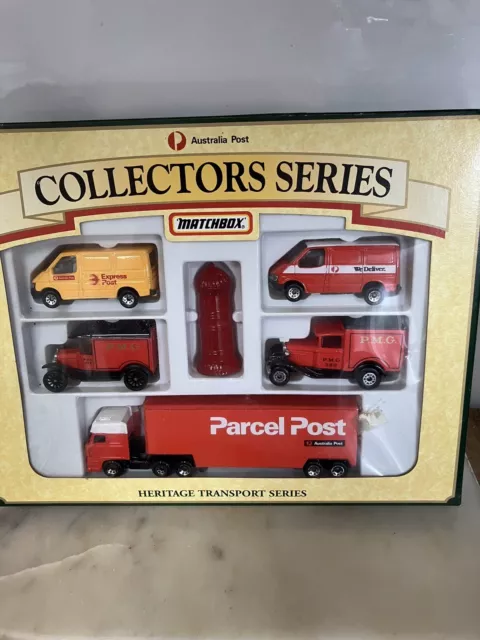 Australia Post
COLLECTORS SERIES
MATCHBOX
Express
Post
We Deliver.
P.M.G.
P.M.G.
Parcel Post
Australia Post
HERITAGE TRANSPORT SERIES